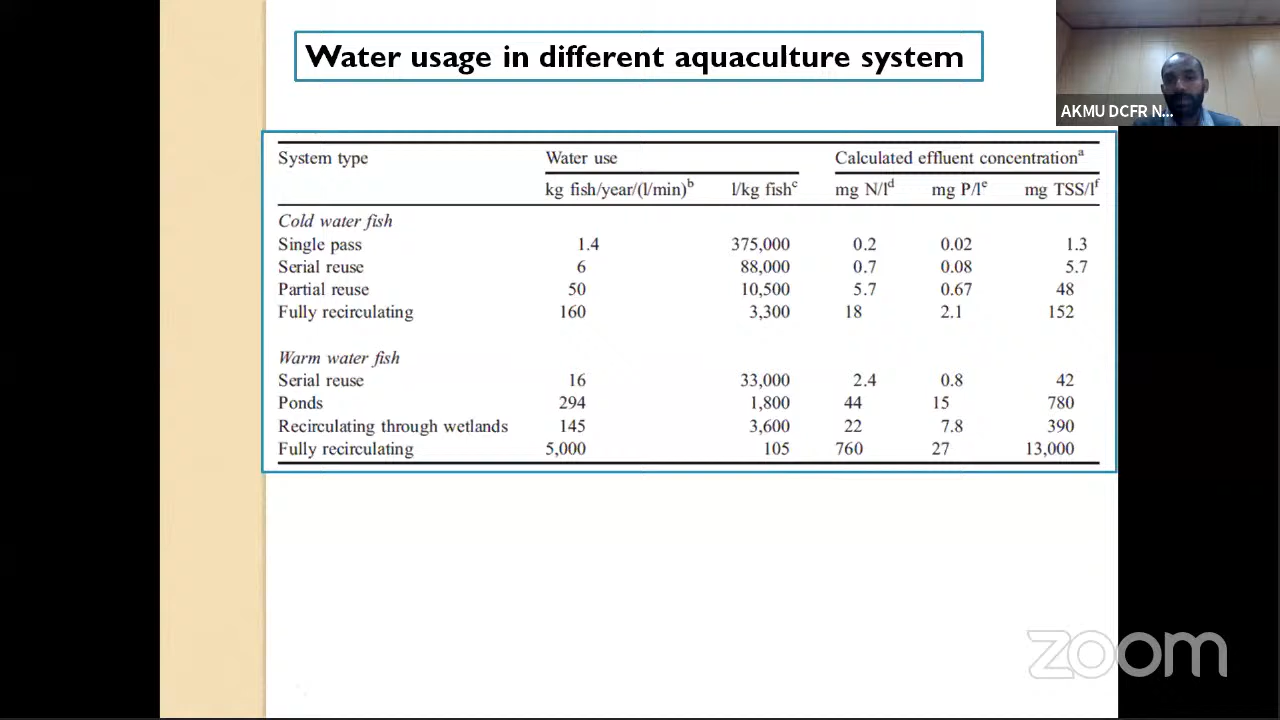 Water usage in different aquaculture system
AKMU DCFR N...
System type Water use Calculated effluent concentrationᵃ
kg fish/year/(l/min)ᵇ l/kg fishᶜ mg N/lᵈ mg P/lᵉ mg TSS/lᶠ
Cold water fish
Single pass 1.4 375,000 0.2 0.02 1.3
Serial reuse 6 88,000 0.7 0.08 5.7
Partial reuse 50 10,500 5.7 0.67 48
Fully recirculating 160 3,300 18 2.1 152
Warm water fish
Serial reuse 16 33,000 2.4 0.8 42
Ponds 294 1,800 44 15 780
Recirculating through wetlands 145 3,600 22 7.8 390
Fully recirculating 5,000 105 760 27 13,000
zoom